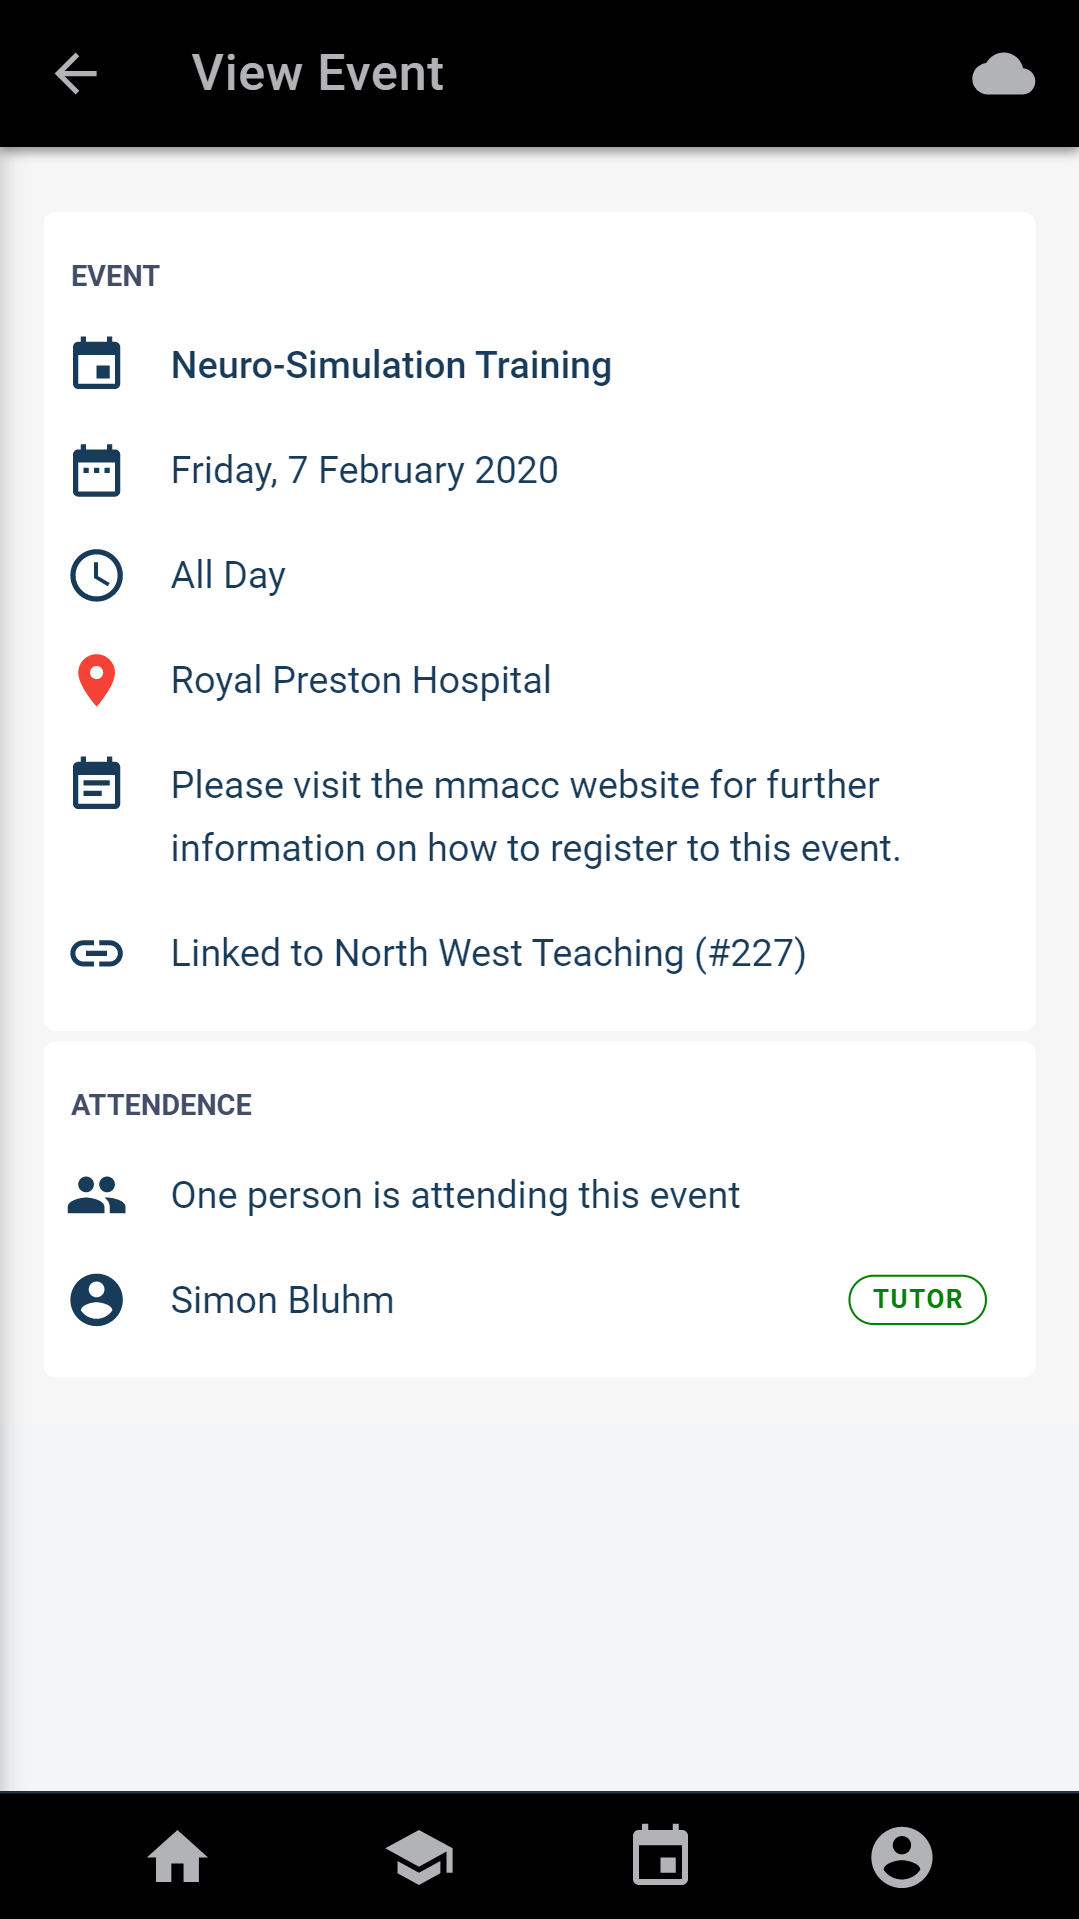 View Event
EVENT
Neuro-Simulation Training
Friday, 7 February 2020
All Day
Royal Preston Hospital
Please visit the mmacc website for further
information on how to register to this event.
Linked to North West Teaching (#227)
ATTENDENCE
One person is attending this event
Simon Bluhm
TUTOR